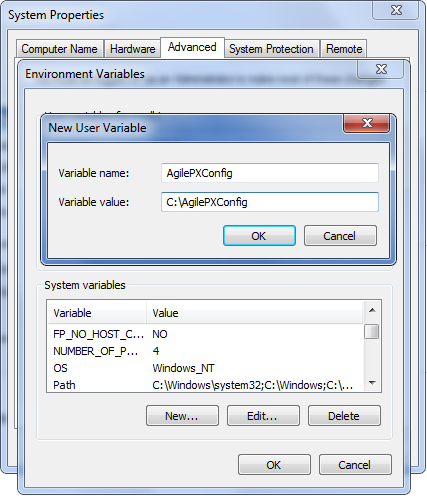 System Properties
Computer Name Hardware Advanced System Protection Remote
Environment Variables
New User Variable
Variable name: AgilePXConfig
Variable value: C:\AgilePXConfig
OK Cancel
System variables
Variable Value
FP_NO_HOST_C... NO
NUMBER_OF_P... 4
OS Windows_NT
Path C:\Windows\system32;C:\Windows;C:\...
New... Edit... Delete
OK Cancel